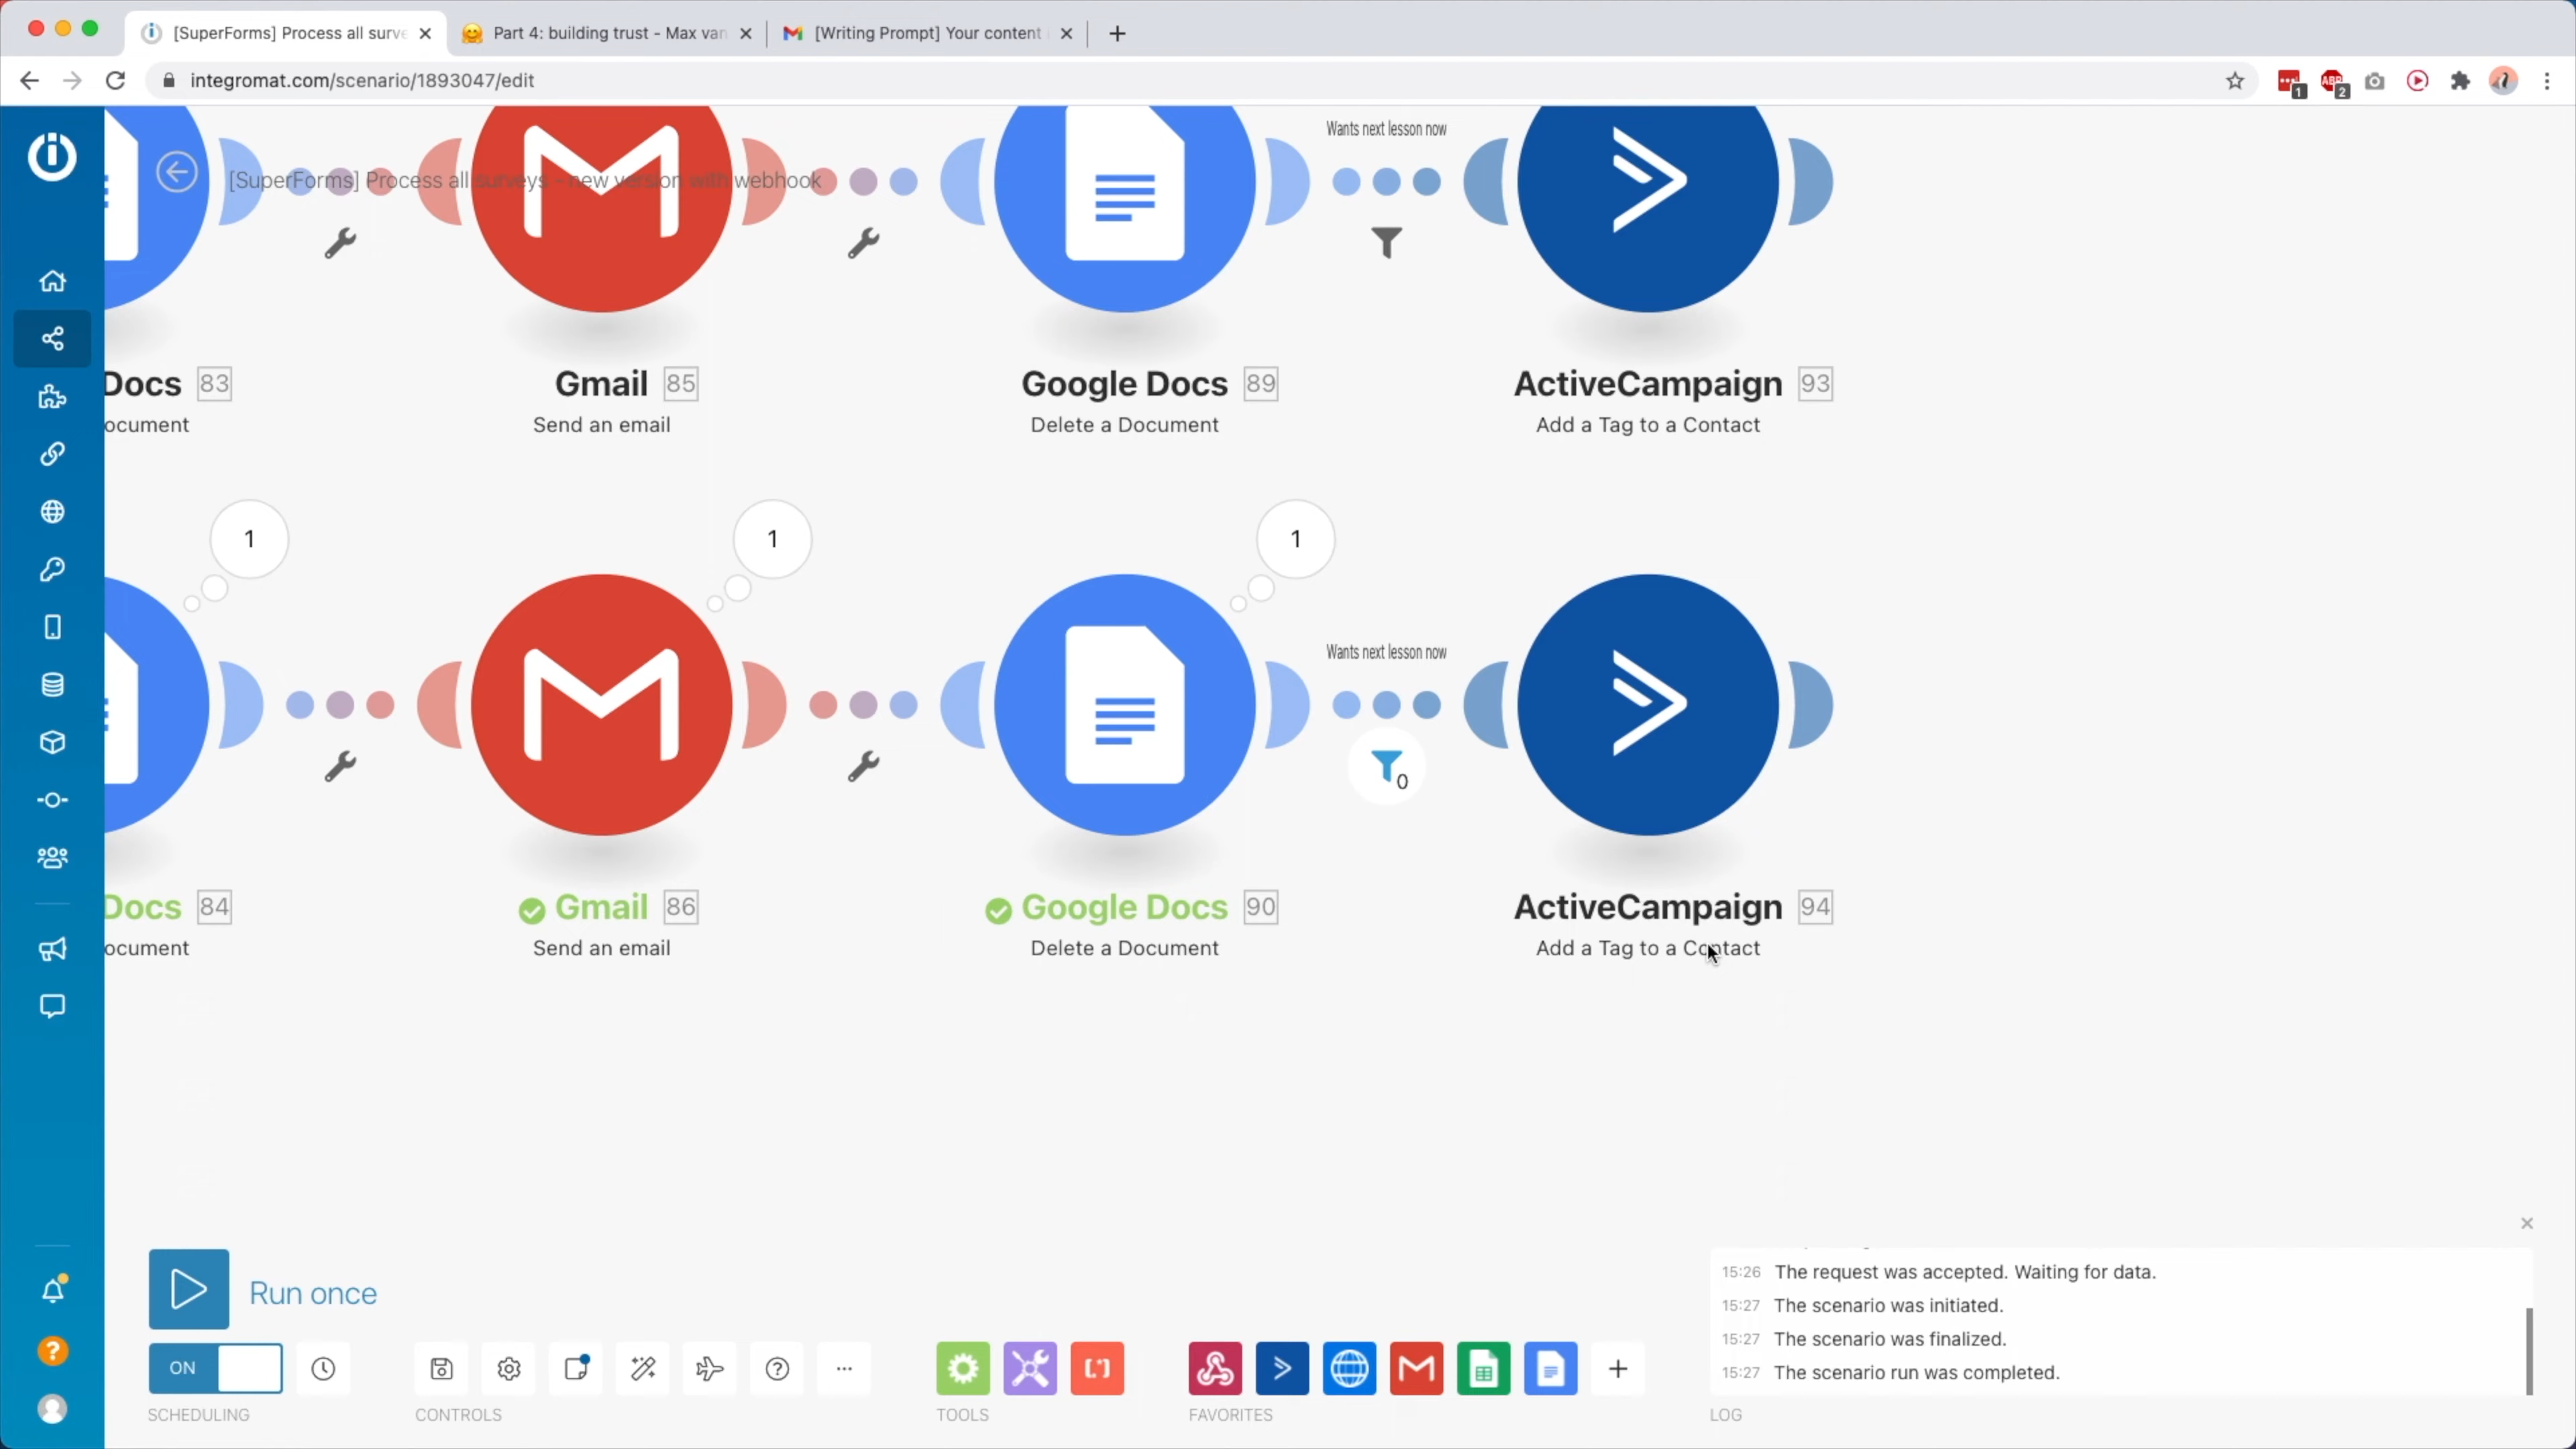 [SuperForms] Process all surve
Part 4: building trust - Max van
[Writing Prompt] Your content
integromat.com/scenario/1893047/edit
1
ABP
2
Wants next lesson now
[SuperForms] Process all surveys - new version with webhook
Docs 83
ocument
Gmail 85
Send an email
Google Docs 89
Delete a Document
ActiveCampaign 93
Add a Tag to a Contact
1
1
1
Wants next lesson now
0
Docs 84
ocument
Gmail 86
Send an email
Google Docs 90
Delete a Document
ActiveCampaign 94
Add a Tag to a Contact
Run once
15:26 The request was accepted. Waiting for data.
15:27 The scenario was initiated.
15:27 The scenario was finalized.
15:27 The scenario run was completed.
ON
SCHEDULING
CONTROLS
TOOLS
FAVORITES
LOG